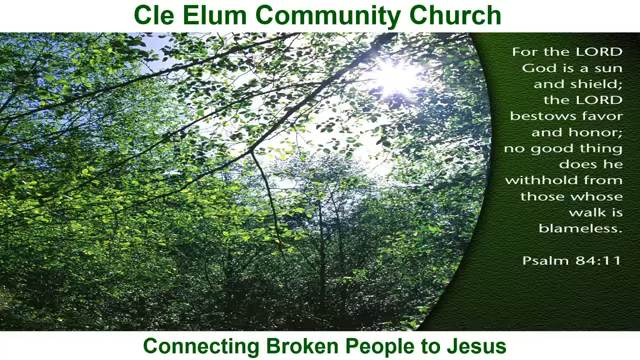 Cle Elum Community Church
For the LORD
God is a sun
and shield;
the LORD
bestows favor
and honor;
no good thing
does he
withhold from
those whose
walk is
blameless.
Psalm 84:11
Connecting Broken People to Jesus